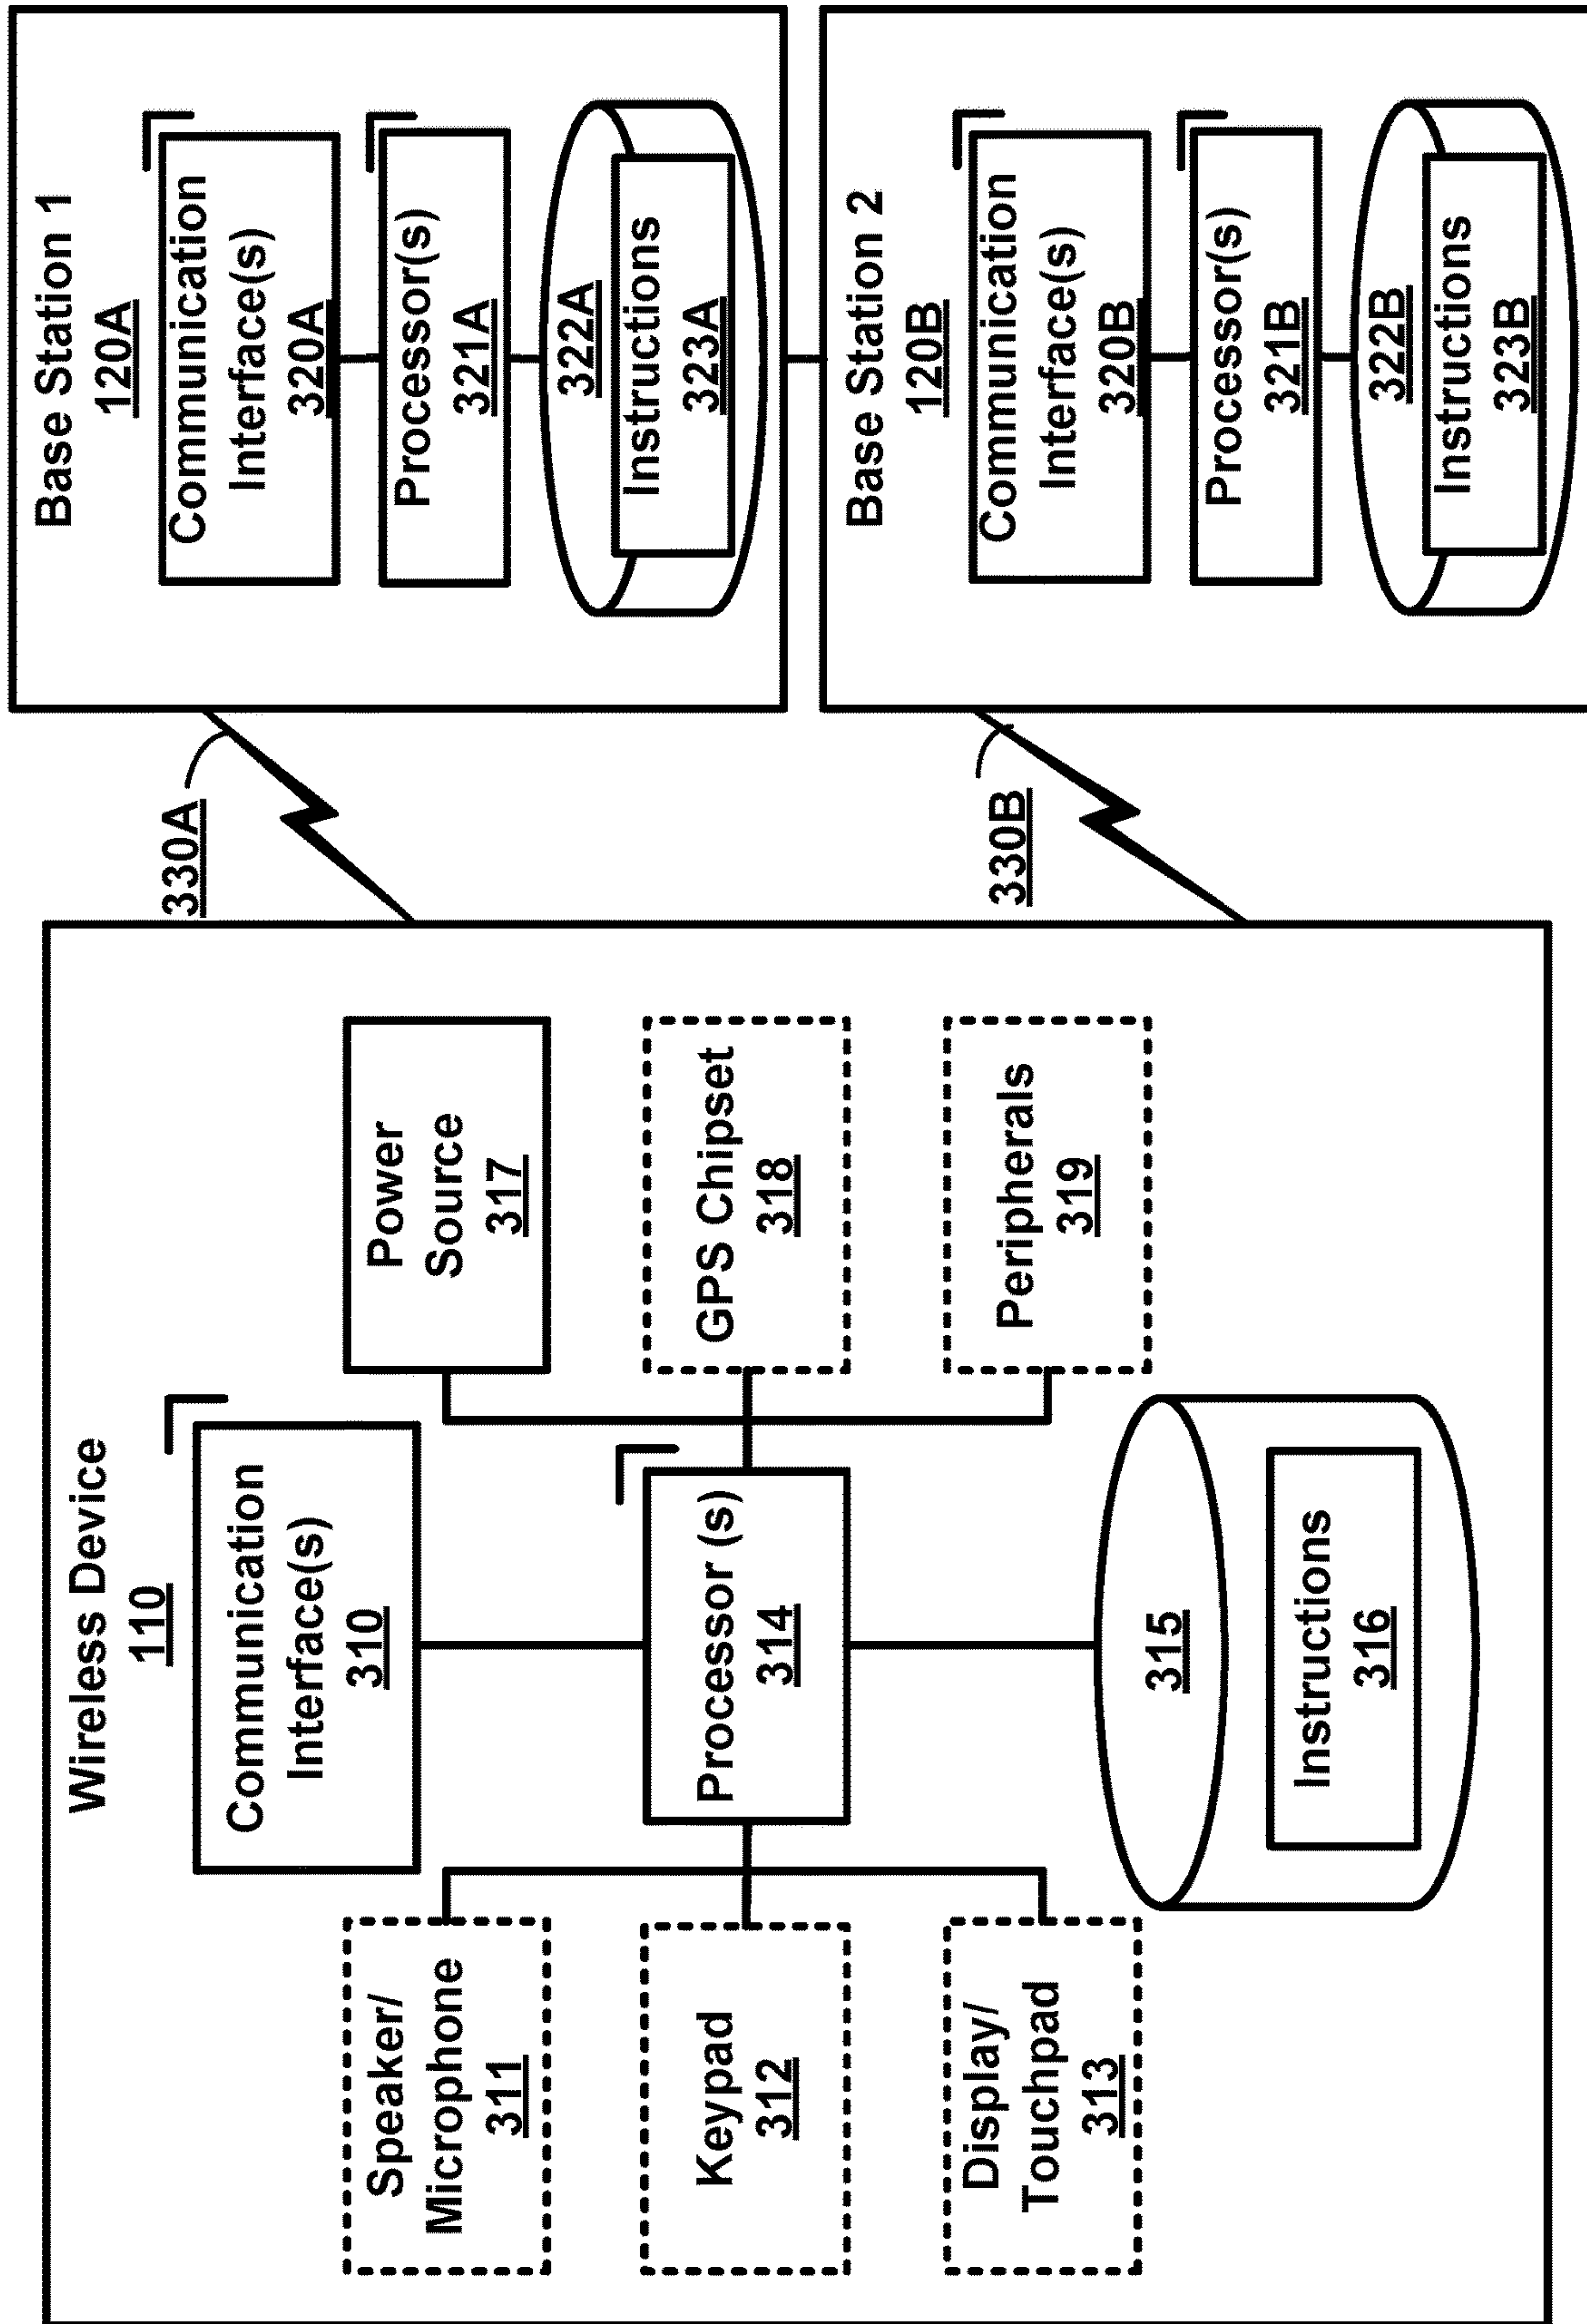 Wireless Device
110
Communication
Interface(s)
310
Speaker/
Microphone
311
Power
Source
317
Keypad
312
Processor (s)
314
GPS Chipset
318
Display/
Touchpad
313
Peripherals
319
315
Instructions
316
330A
330B
Base Station 1
120A
Communication
Interface(s)
320A
Processor(s)
321A
322A
Instructions
323A
Base Station 2
120B
Communication
Interface(s)
320B
Processor(s)
321B
322B
Instructions
323B